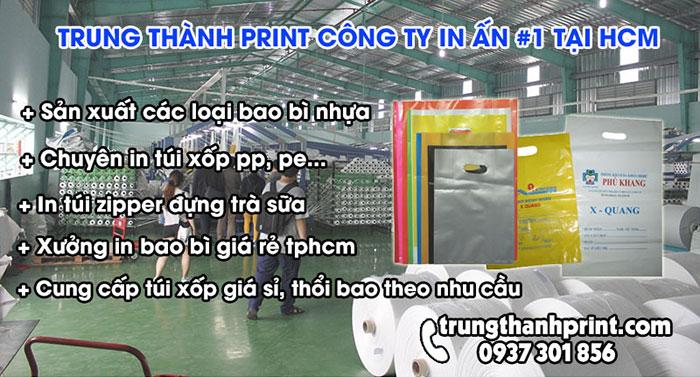 TRUNG THÀNH PRINT CÔNG TY IN ẤN #1 TẠI HCM
+ Sản xuất các loại bao bì nhựa
+ Chuyên in túi xốp pp, pe...
+ In túi zipper đựng trà sữa
+ Xưởng in bao bì giá rẻ tphcm
+ Cung cấp túi xốp giá sỉ, thổi bao theo nhu cầu
PHÚ KHANG
X - QUANG
X QUANG
trungthanhprint.com
0937 301 856